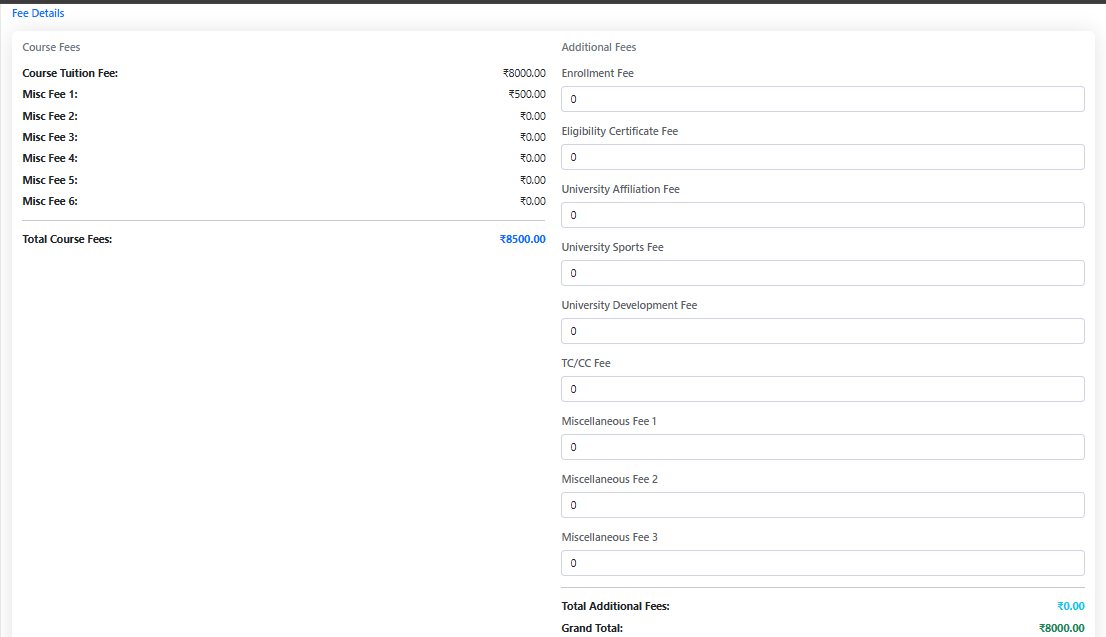 Fee Details
Course Fees
Course Tuition Fee: ₹8000.00
Misc Fee 1: ₹500.00
Misc Fee 2: ₹0.00
Misc Fee 3: ₹0.00
Misc Fee 4: ₹0.00
Misc Fee 5: ₹0.00
Misc Fee 6: ₹0.00
Total Course Fees: ₹8500.00
Additional Fees
Enrollment Fee
0
Eligibility Certificate Fee
0
University Affiliation Fee
0
University Sports Fee
0
University Development Fee
0
TC/CC Fee
0
Miscellaneous Fee 1
0
Miscellaneous Fee 2
0
Miscellaneous Fee 3
0
Total Additional Fees: ₹0.00
Grand Total: ₹8000.00